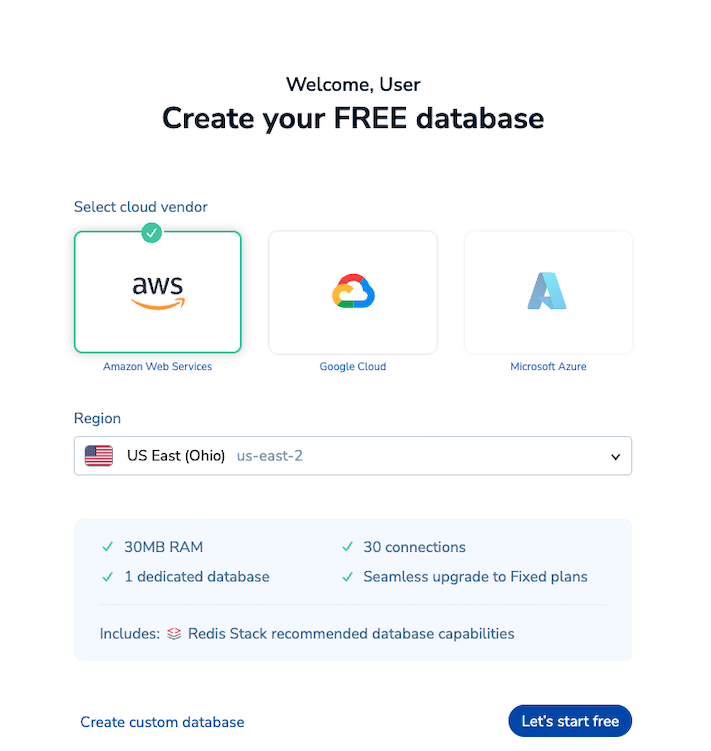 Welcome, User
Create your FREE database
Select cloud vendor
aws
Amazon Web Services
Google Cloud
Microsoft Azure
Region
US East (Ohio) us-east-2
30MB RAM
30 connections
1 dedicated database
Seamless upgrade to Fixed plans
Includes: Redis Stack recommended database capabilities
Create custom database
Let's start free